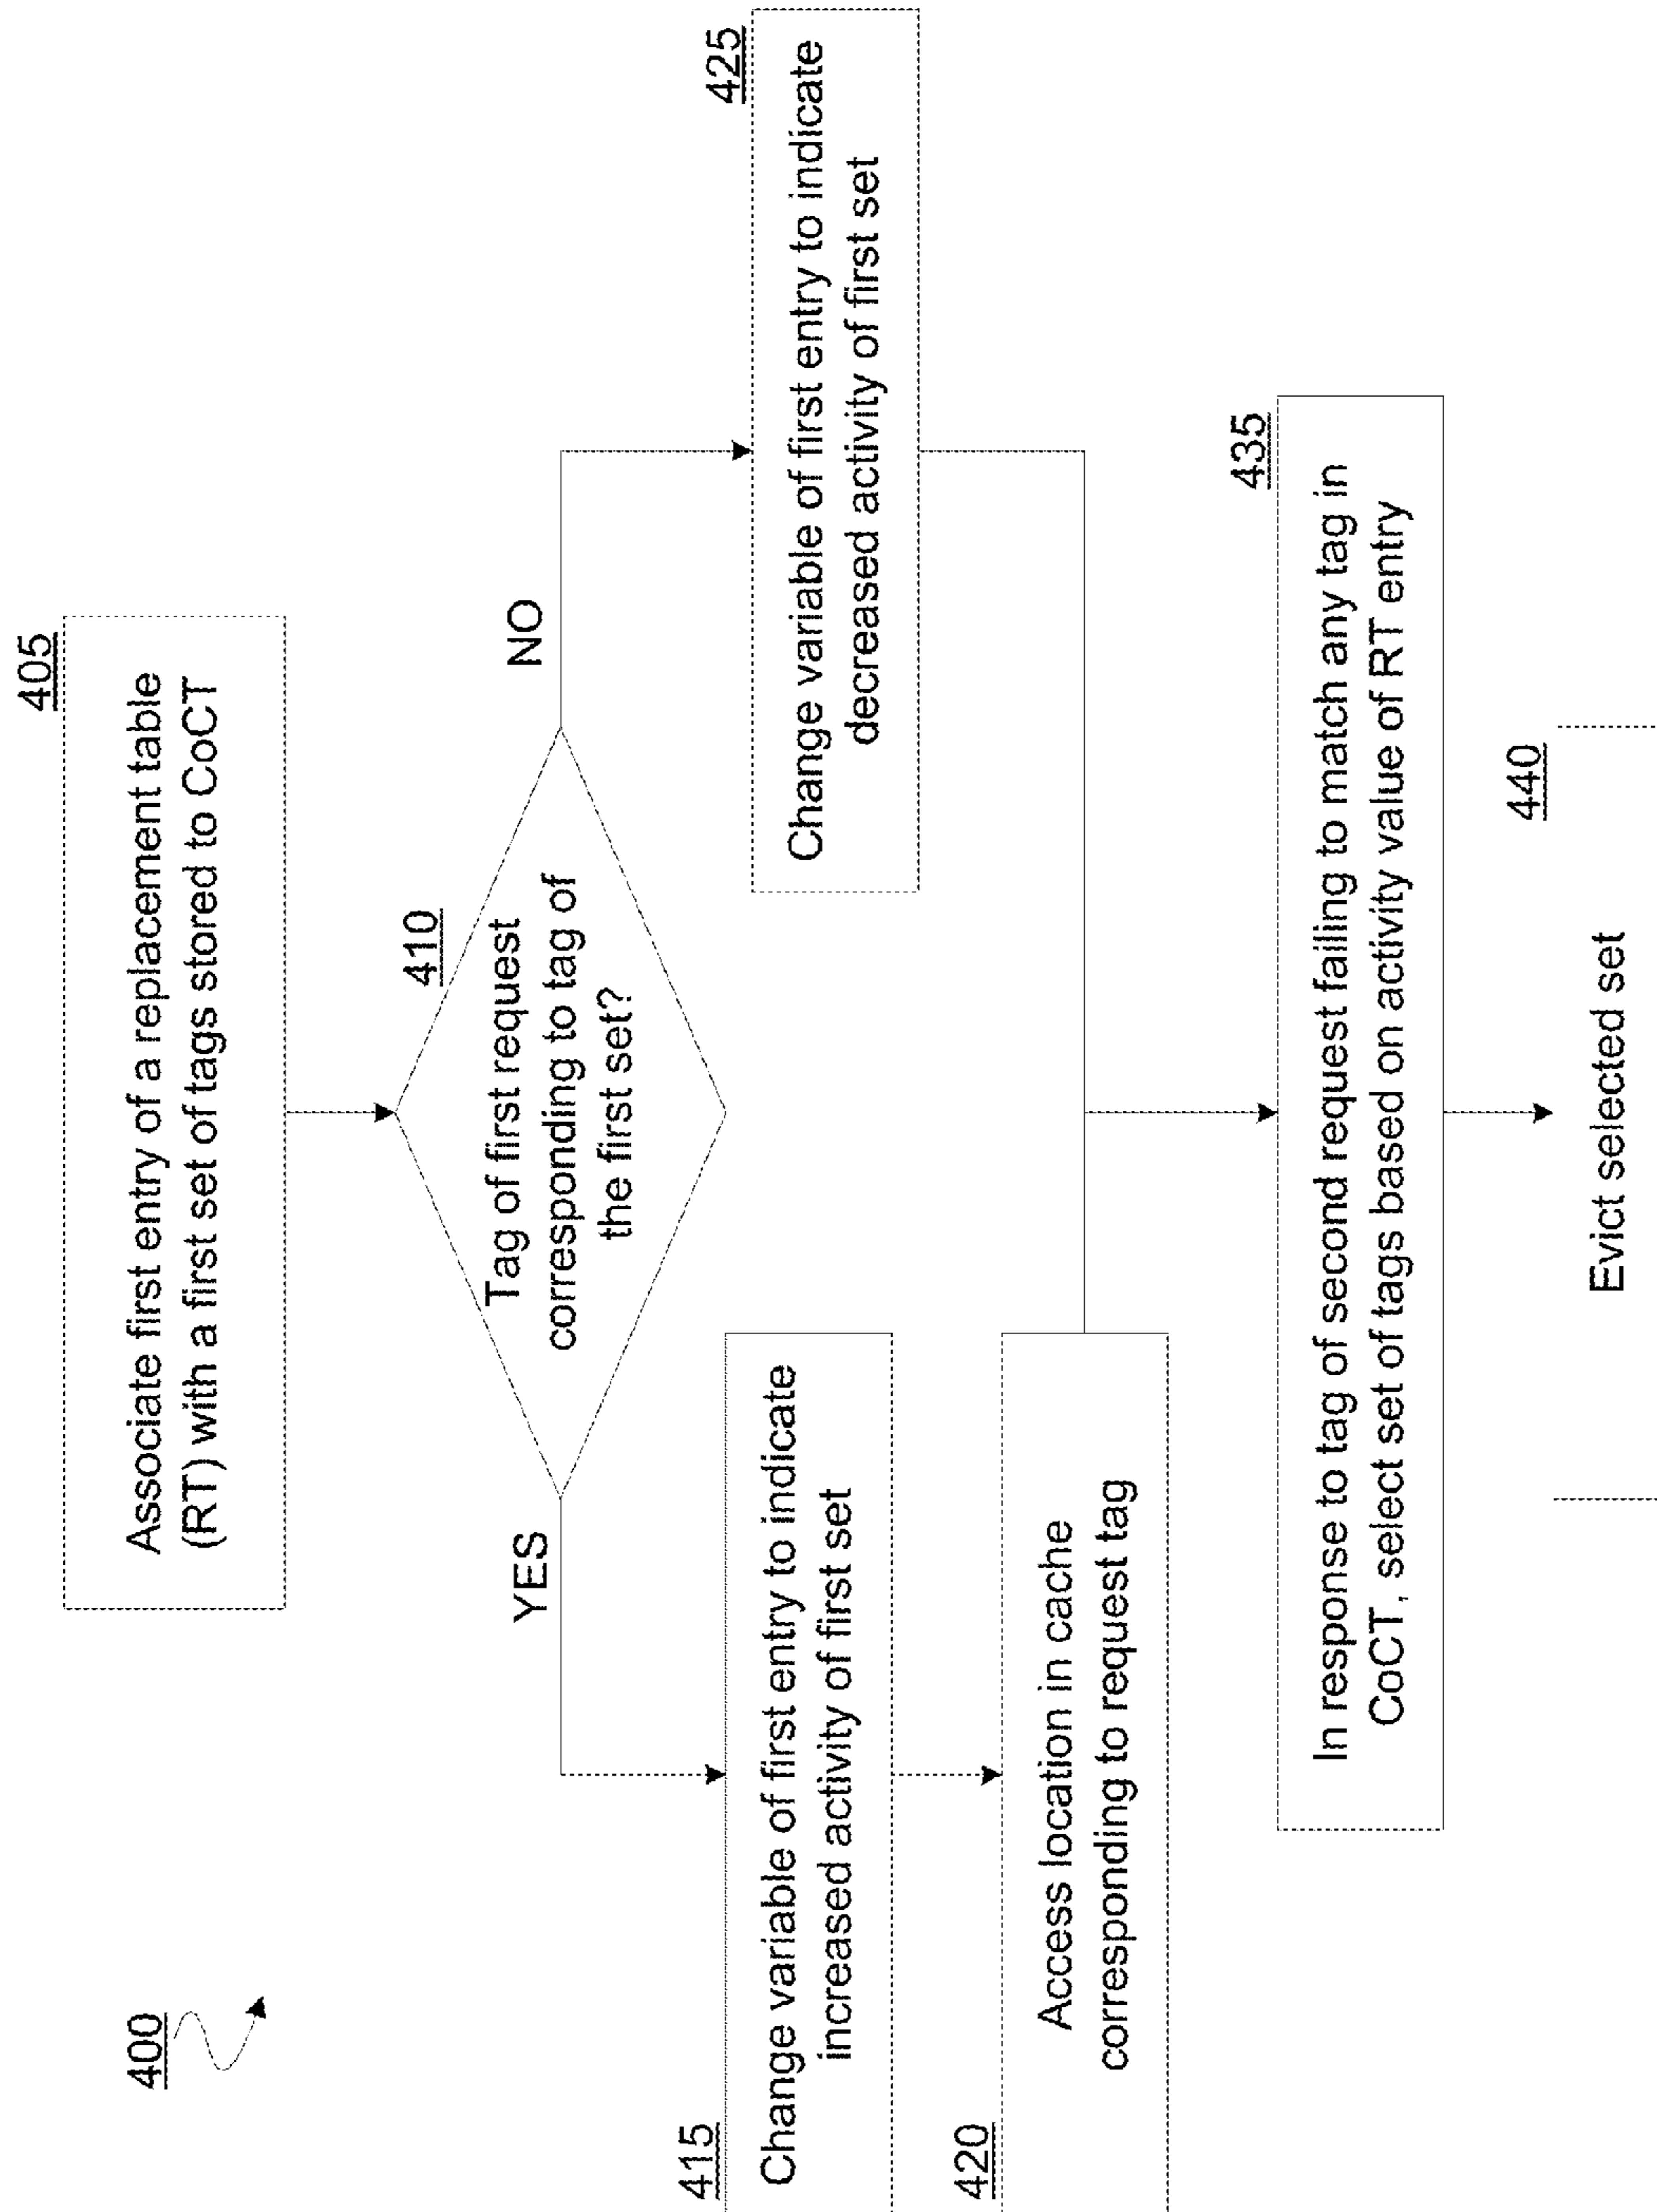 400
405
Associate first entry of a replacement table
(RT) with a first set of tags stored to CoCT
410
Tag of first request
corresponding to tag of
the first set?
YES
NO
415
Change variable of first entry to indicate
increased activity of first set
425
Change variable of first entry to indicate
decreased activity of first set
420
Access location in cache
corresponding to request tag
435
In response to tag of second request failing to match any tag in
CoCT, select set of tags based on activity value of RT entry
440
Evict selected set